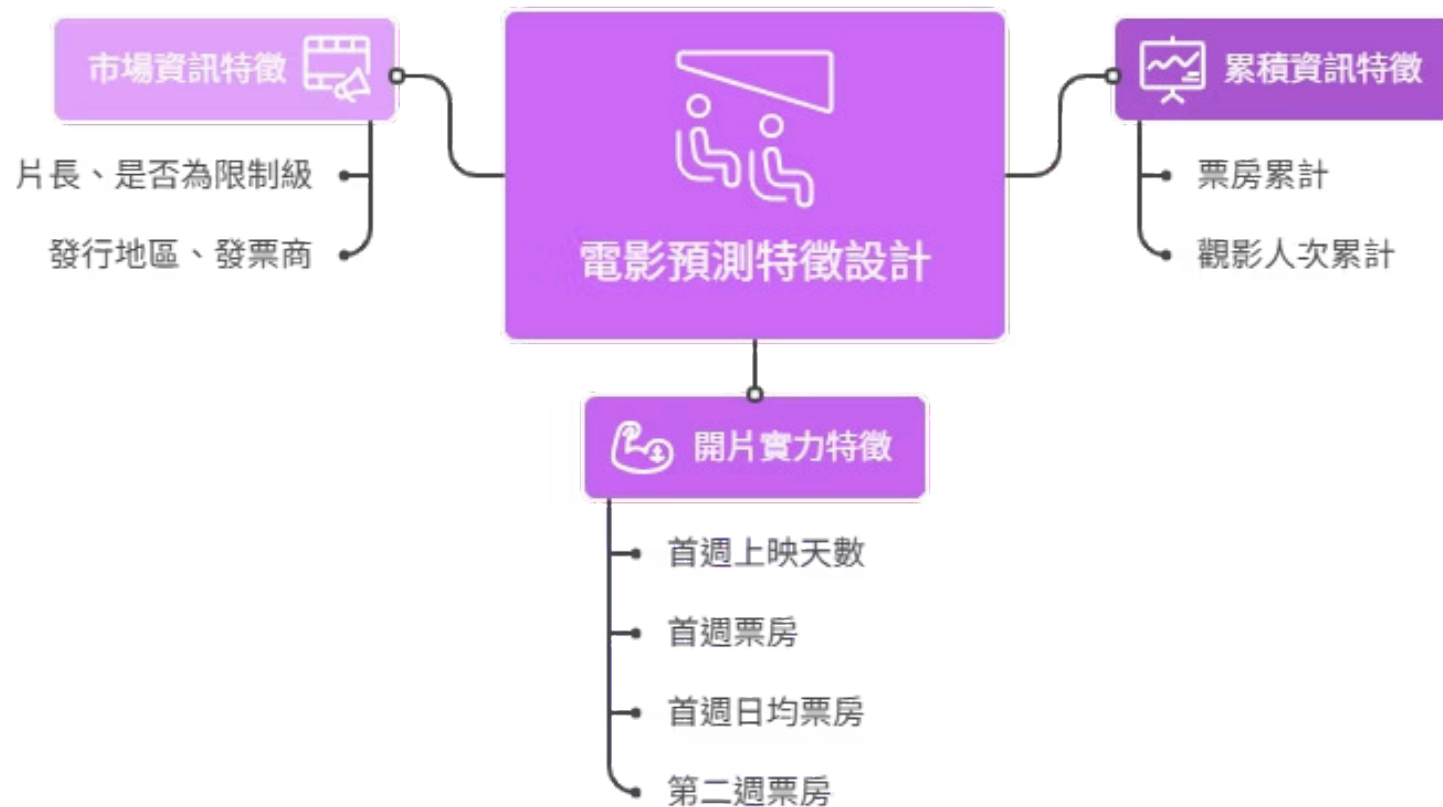 市場資訊特徵
片長、是否為限制級
發行地區、發票商
電影預測特徵設計
累積資訊特徵
票房累計
觀影人次累計
開片實力特徵
首週上映天數
首週票房
首週日均票房
第二週票房